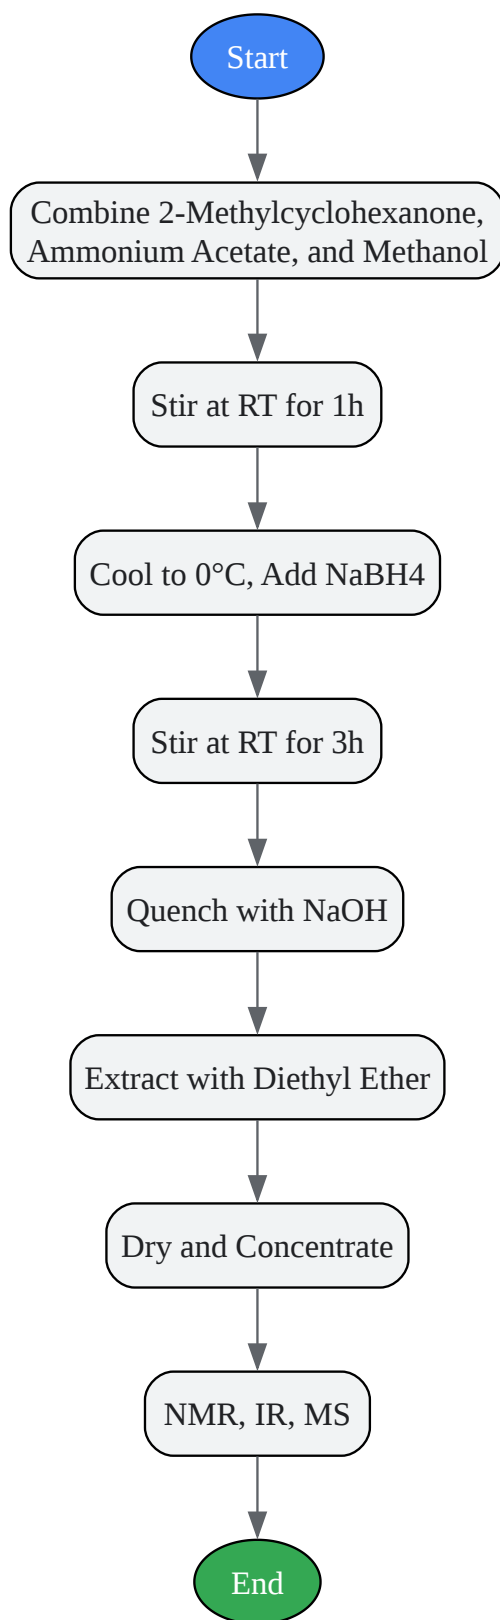 Start
Combine 2-Methylcyclohexanone,
Ammonium Acetate, and Methanol
Stir at RT for 1h
Cool to 0°C, Add NaBH4
Stir at RT for 3h
Quench with NaOH
Extract with Diethyl Ether
Dry and Concentrate
NMR, IR, MS
End